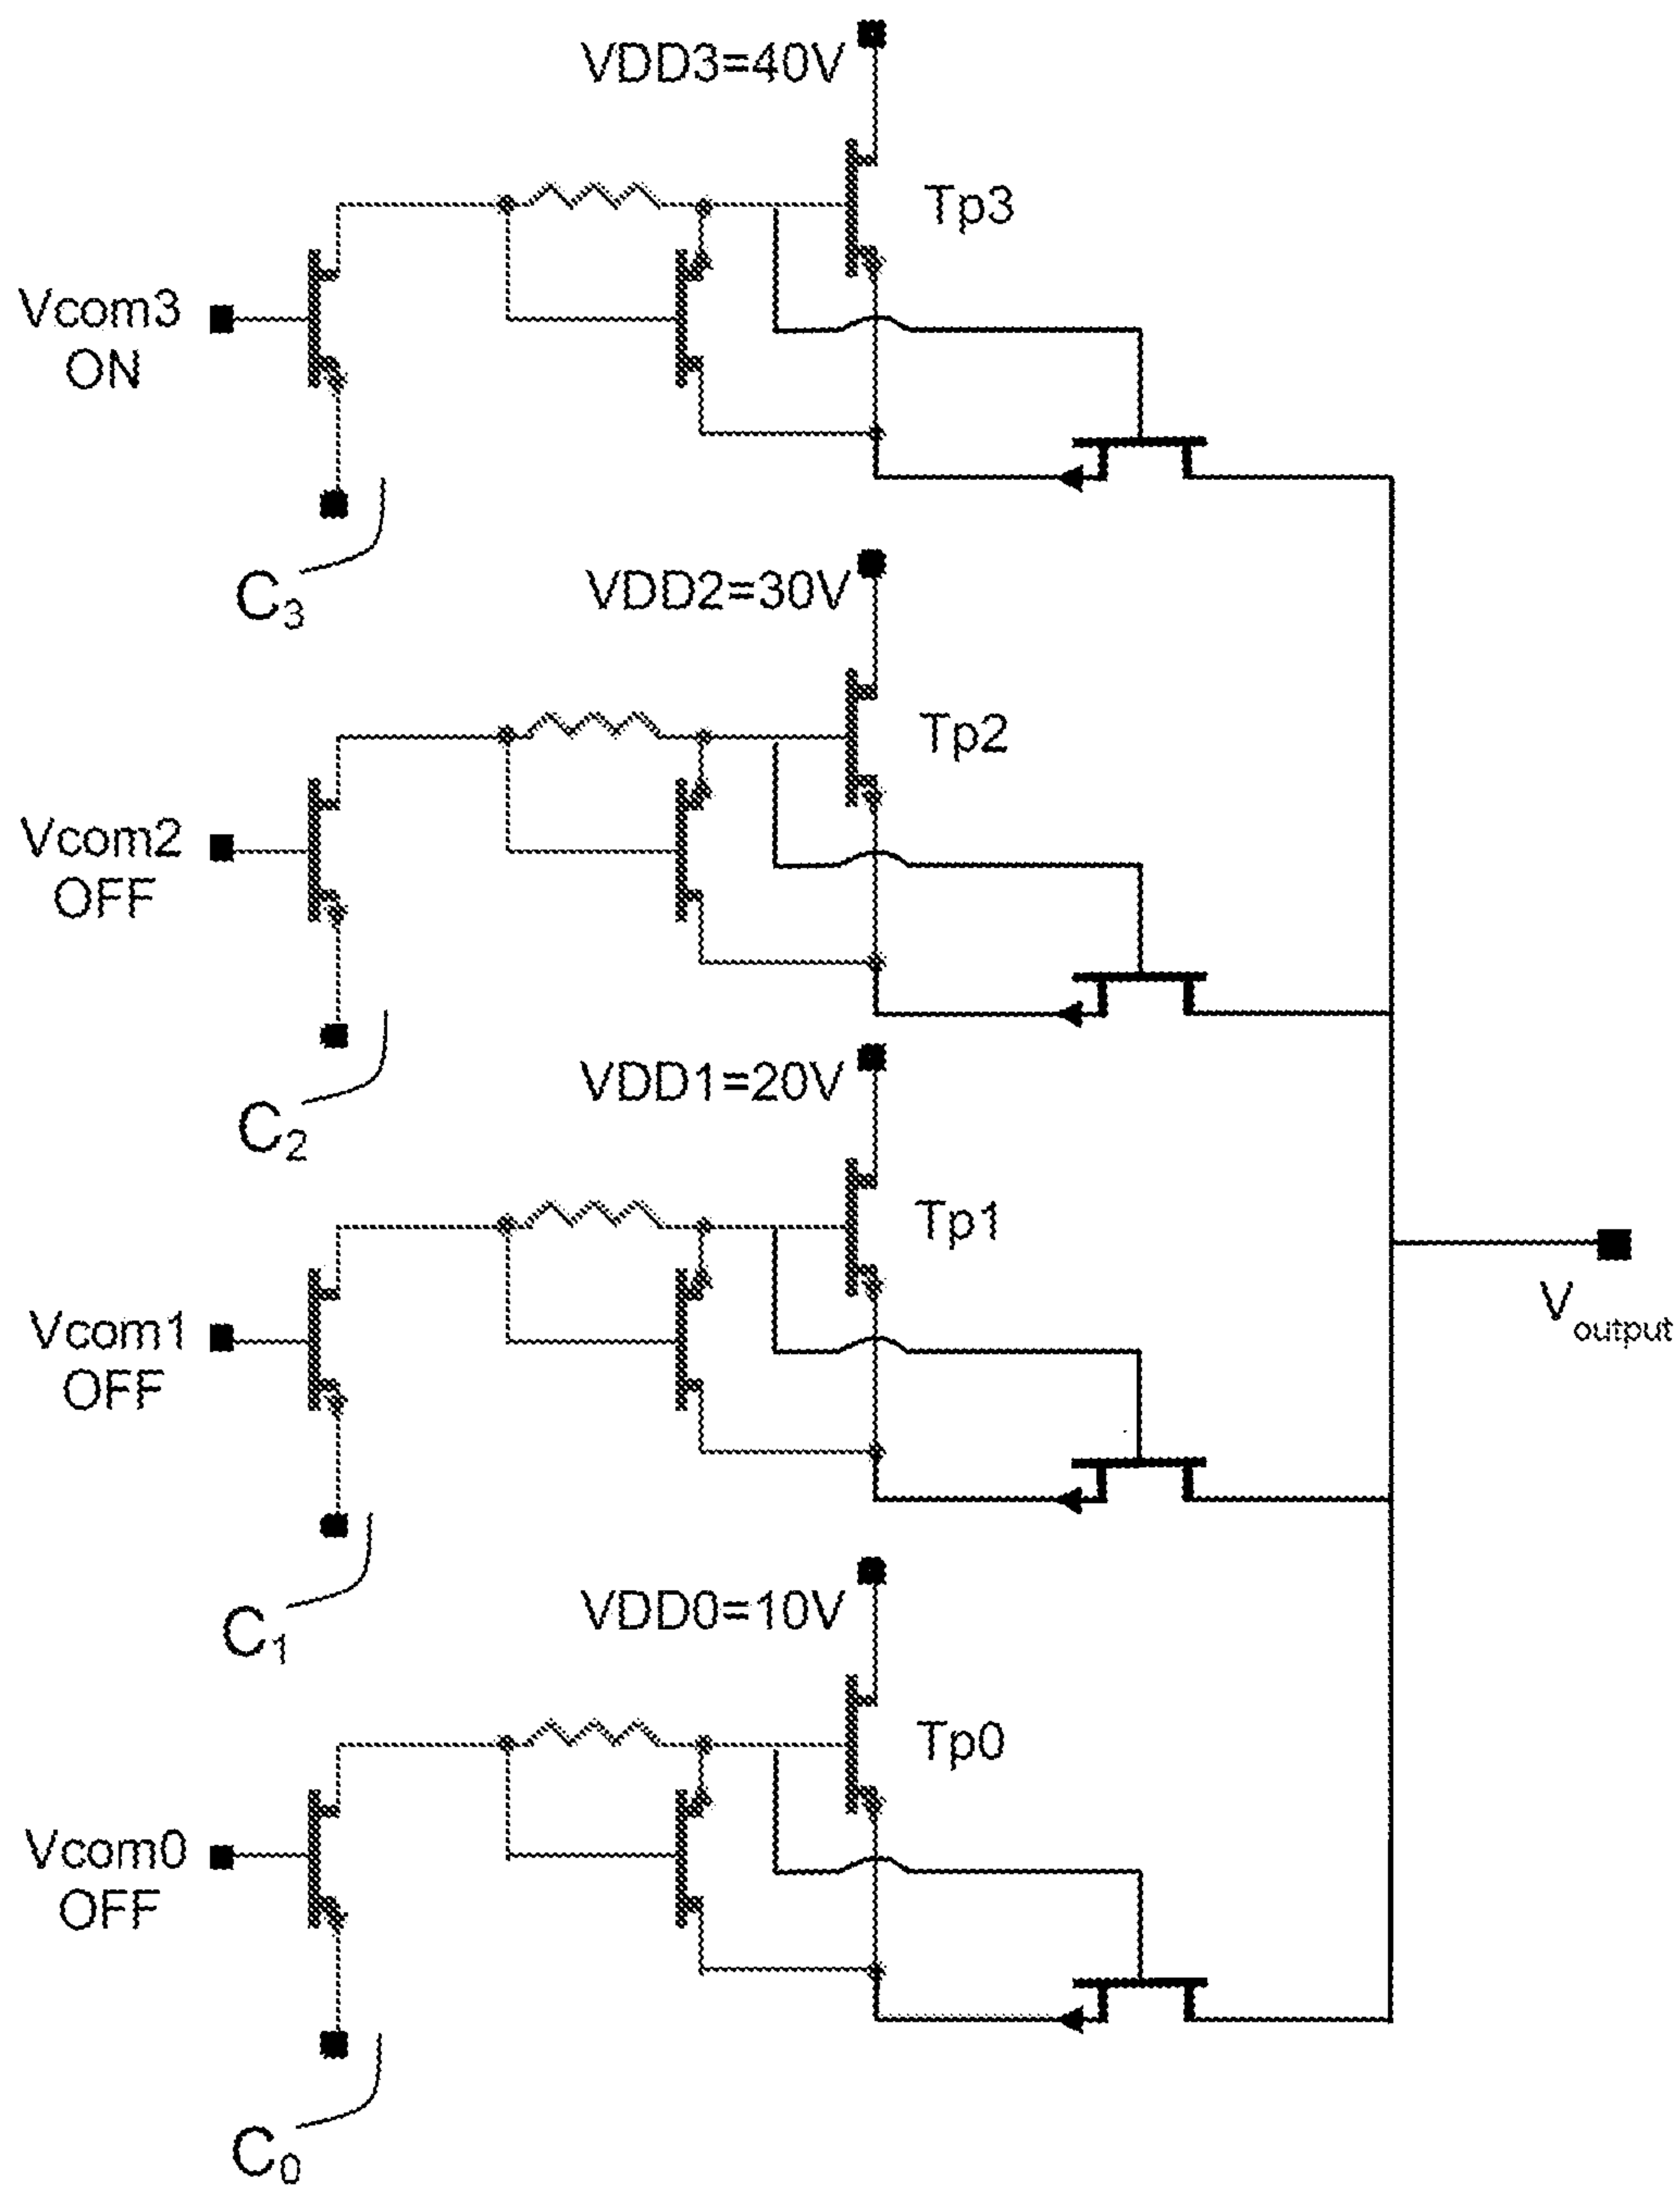 VDD3=40V
Tp3
Vcom3
ON
C3
VDD2=30V
Tp2
Vcom2
OFF
C2
VDD1=20V
Tp1
Vcom1
OFF
Voutput
C1
VDD0=10V
Tp0
Vcom0
OFF
C0